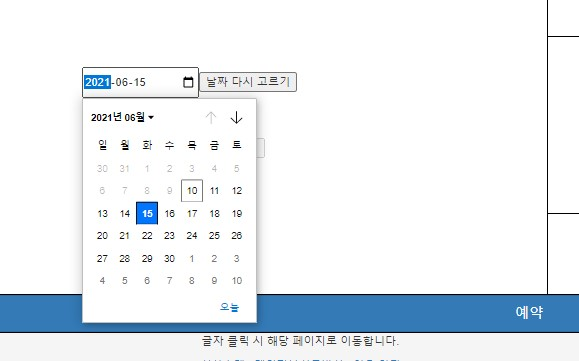 2021-06-15 날짜 다시 고르기
2021년 06월
일 월 화 수 목 금 토
30 31 1 2 3 4 5
6 7 8 9 10 11 12
13 14 15 16 17 18 19
20 21 22 23 24 25 26
27 28 29 30 1 2 3
4 5 6 7 8 9 10
오늘
예약
글자 클릭 시 해당 페이지로 이동합니다.